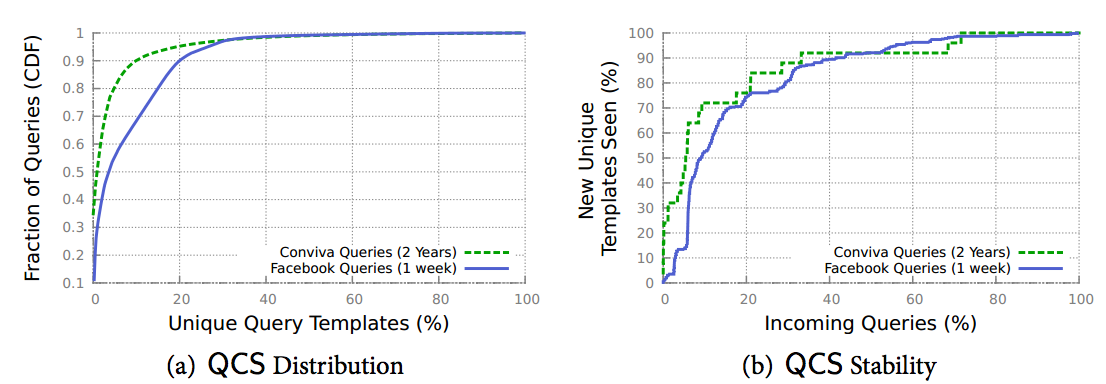 1
0.9
0.8
0.7
0.6
0.5
0.4
0.3
0.2
0.1
Fraction of Queries (CDF)
Conviva Queries (2 Years)
Facebook Queries (1 week)
0 20 40 60 80 100
Unique Query Templates (%)
(a) QCS Distribution
100
90
80
70
60
50
40
30
20
10
0
New Unique
Templates Seen (%)
Conviva Queries (2 Years)
Facebook Queries (1 week)
0 20 40 60 80 100
Incoming Queries (%)
(b) QCS Stability